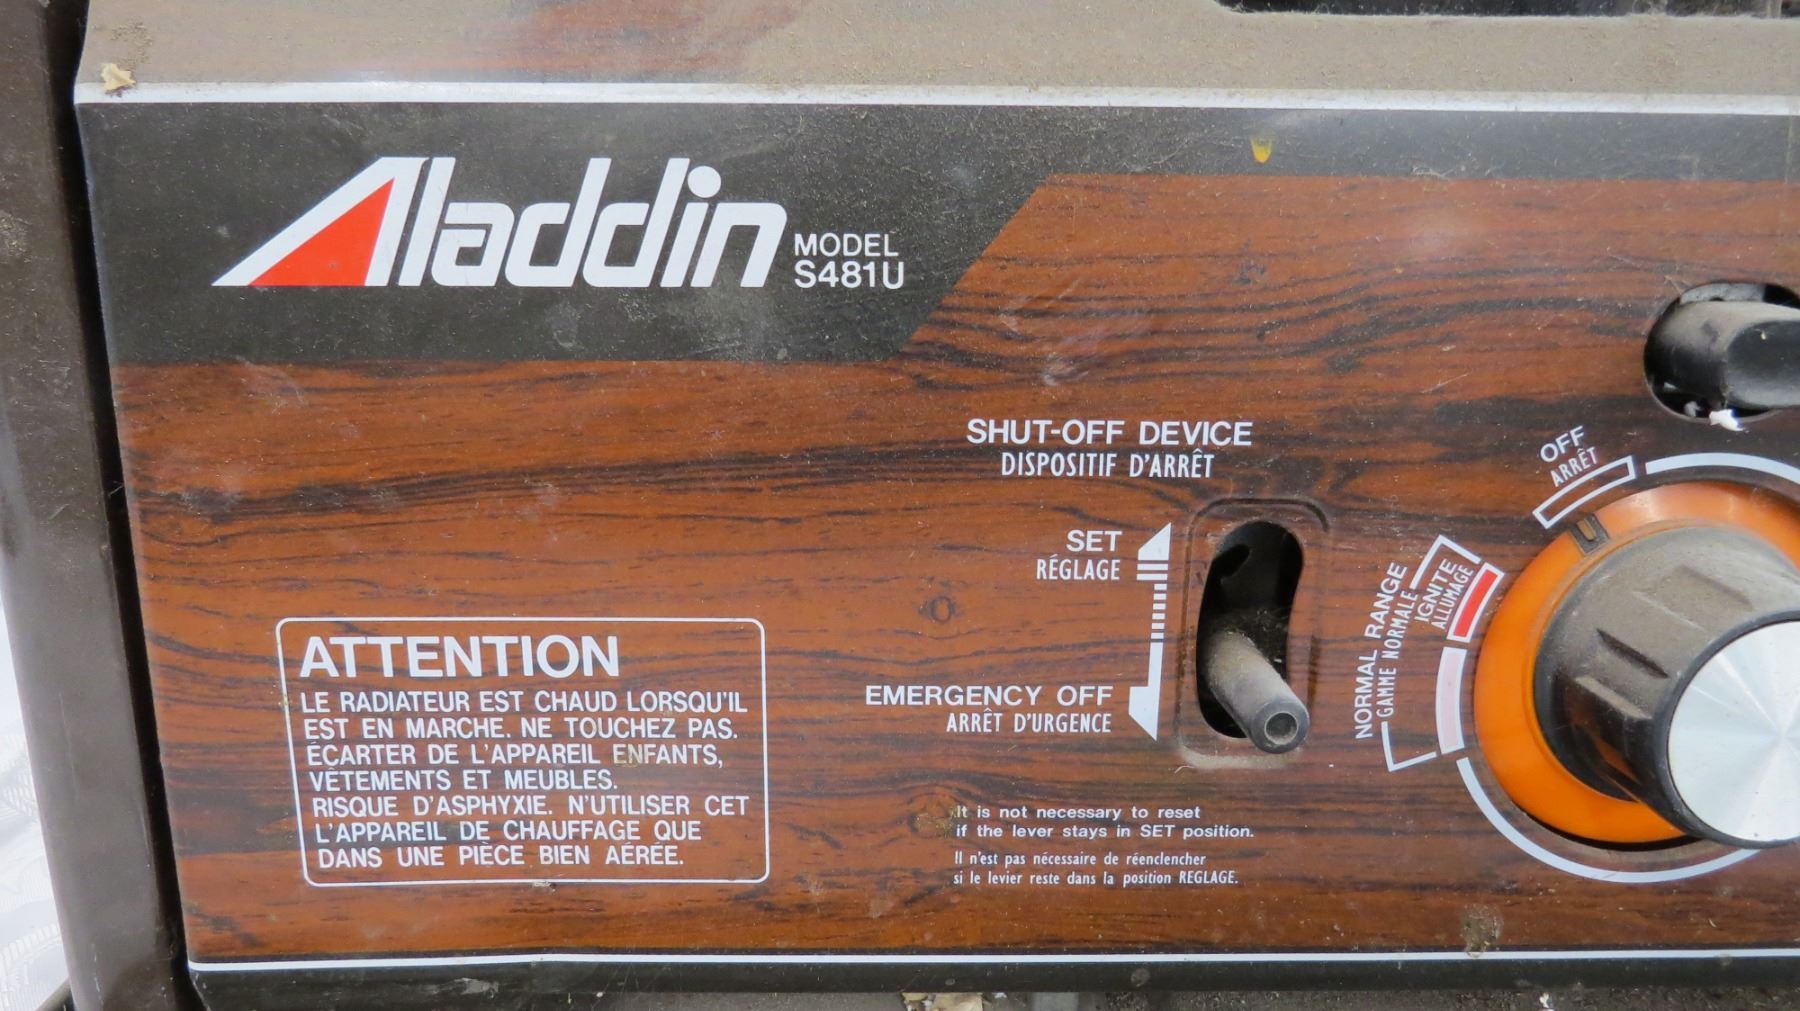 Aladdin MODEL
S481U
SHUT-OFF DEVICE
DISPOSITIF D'ARRÊT
SET
RÉGLAGE
EMERGENCY OFF
ARRÊT D'URGENCE
It is not necessary to reset
if the lever stays in SET position.
Il n'est pas nécessaire de réenclencher
si le levier reste dans la position REGLAGE.
OFF
ARRÊT
IGNITE
ALLUMAGE
NORMAL RANGE
GAMME NORMALE
ATTENTION
LE RADIATEUR EST CHAUD LORSQU'IL
EST EN MARCHE. NE TOUCHEZ PAS.
ÉCARTER DE L'APPAREIL ENFANTS,
VÊTEMENTS ET MEUBLES.
RISQUE D'ASPHYXIE. N'UTILISER CET
L'APPAREIL DE CHAUFFAGE QUE
DANS UNE PIÈCE BIEN AÉRÉE.